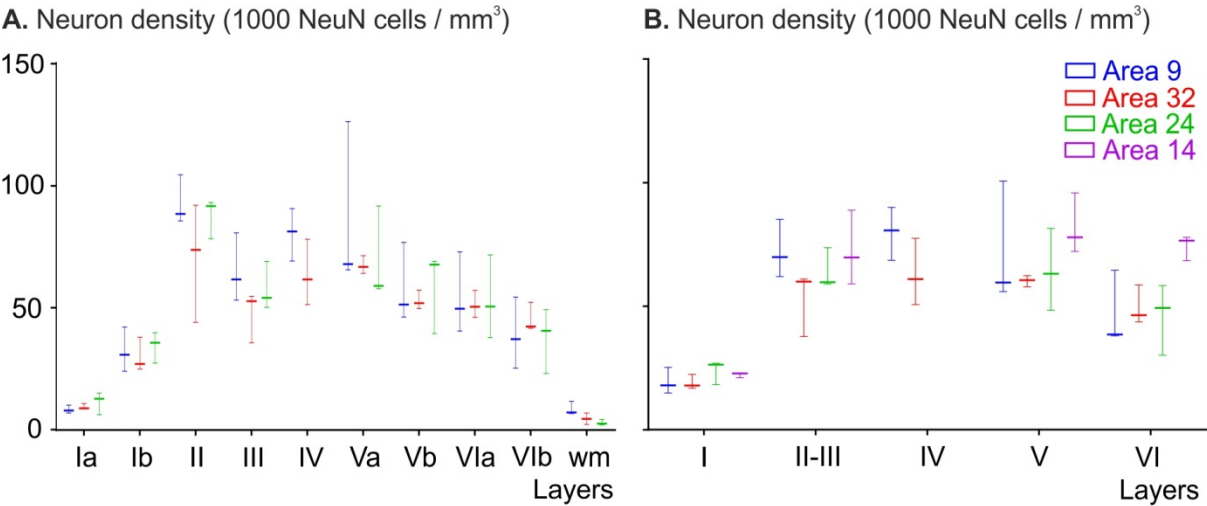 A. Neuron density (1000 NeuN cells / mm³)
150
100
50
0
Ia Ib II III IV Va Vb VIa VIb wm
Layers
B. Neuron density (1000 NeuN cells / mm³)
Area 9
Area 32
Area 24
Area 14
I II-III IV V VI
Layers